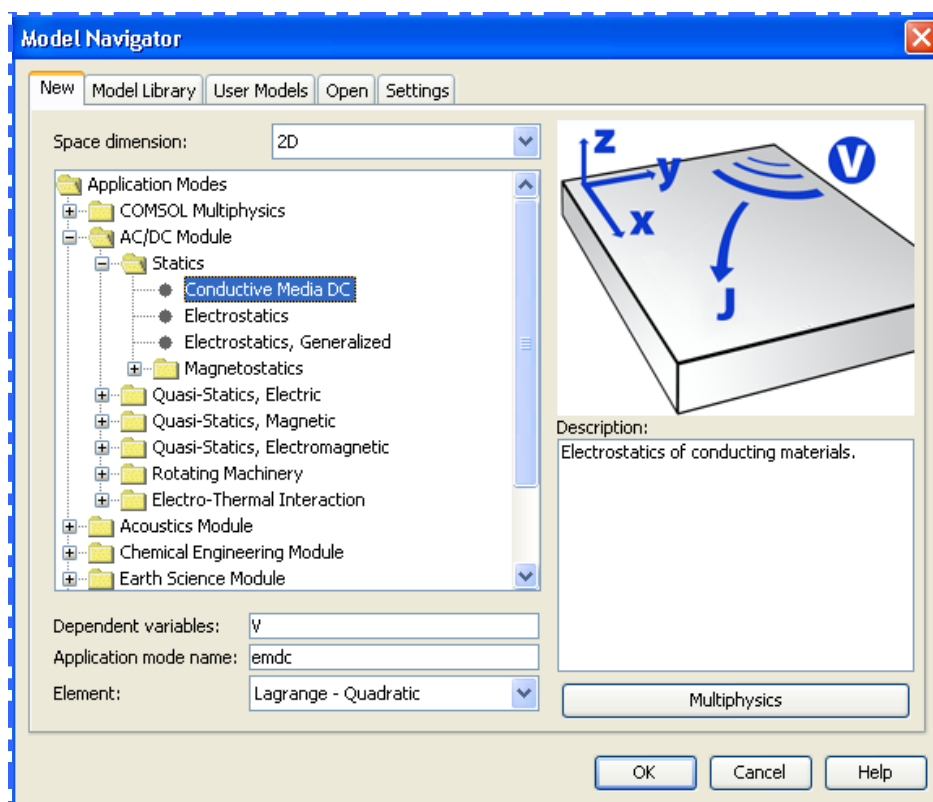 Model Navigator
New Model Library User Models Open Settings
Space dimension: 2D
Application Modes
COMSOL Multiphysics
AC/DC Module
Statics
Conductive Media DC
Electrostatics
Electrostatics, Generalized
Magnetostatics
Quasi-Statics, Electric
Quasi-Statics, Magnetic
Quasi-Statics, Electromagnetic
Rotating Machinery
Electro-Thermal Interaction
Acoustics Module
Chemical Engineering Module
Earth Science Module
z
y
x
V
J
Description:
Electrostatics of conducting materials.
Dependent variables: V
Application mode name: emdc
Element: Lagrange - Quadratic
Multiphysics
OK Cancel Help